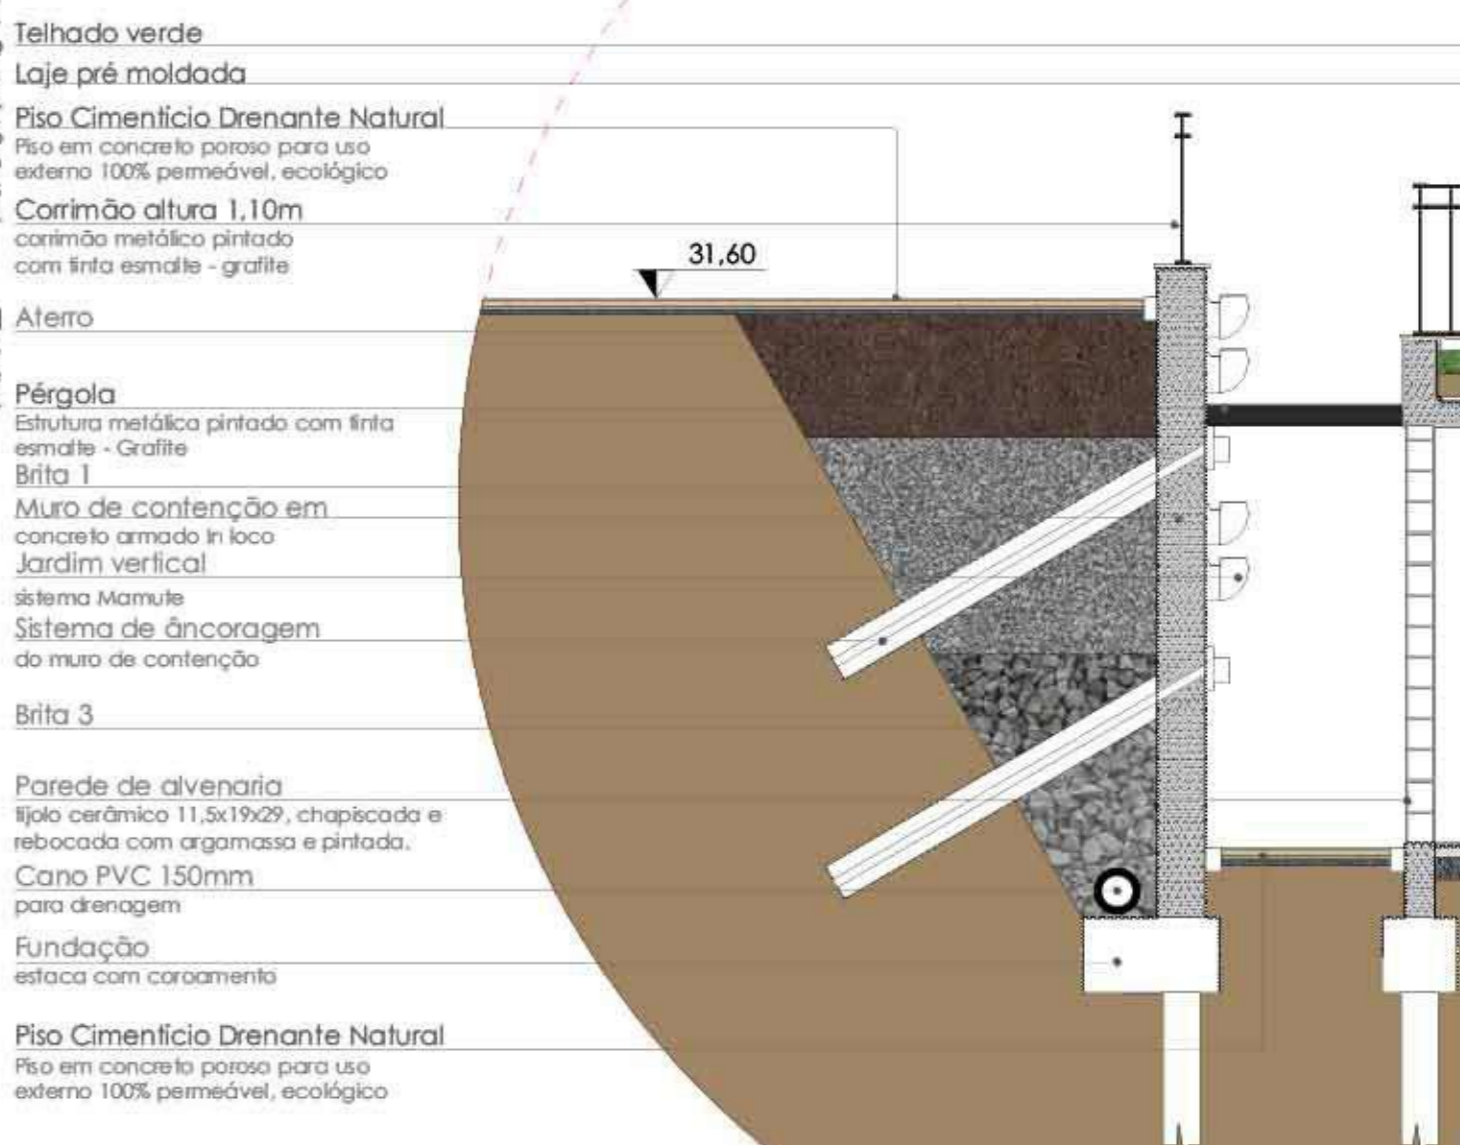 Telhado verde
Laje pré moldada
Piso Cimentício Drenante Natural
Piso em concreto poroso para uso
externo 100% permeável, ecológico
Corrimão altura 1,10m
corrimão metálico pintado
com tinta esmalte - grafite
31,60
Aterro
Pérgola
Estrutura metálica pintado com tinta
esmalte - Grafite
Brita 1
Muro de contenção em
concreto armado in loco
Jardim vertical
sistema Mamute
Sistema de âncoragem
do muro de contenção
Brita 3
Parede de alvenaria
tijolo cerâmico 11,5x19x29, chapiscada e
rebocada com argamassa e pintada.
Cano PVC 150mm
para drenagem
Fundação
estaca com coroamento
Piso Cimentício Drenante Natural
Piso em concreto poroso para uso
externo 100% permeável, ecológico